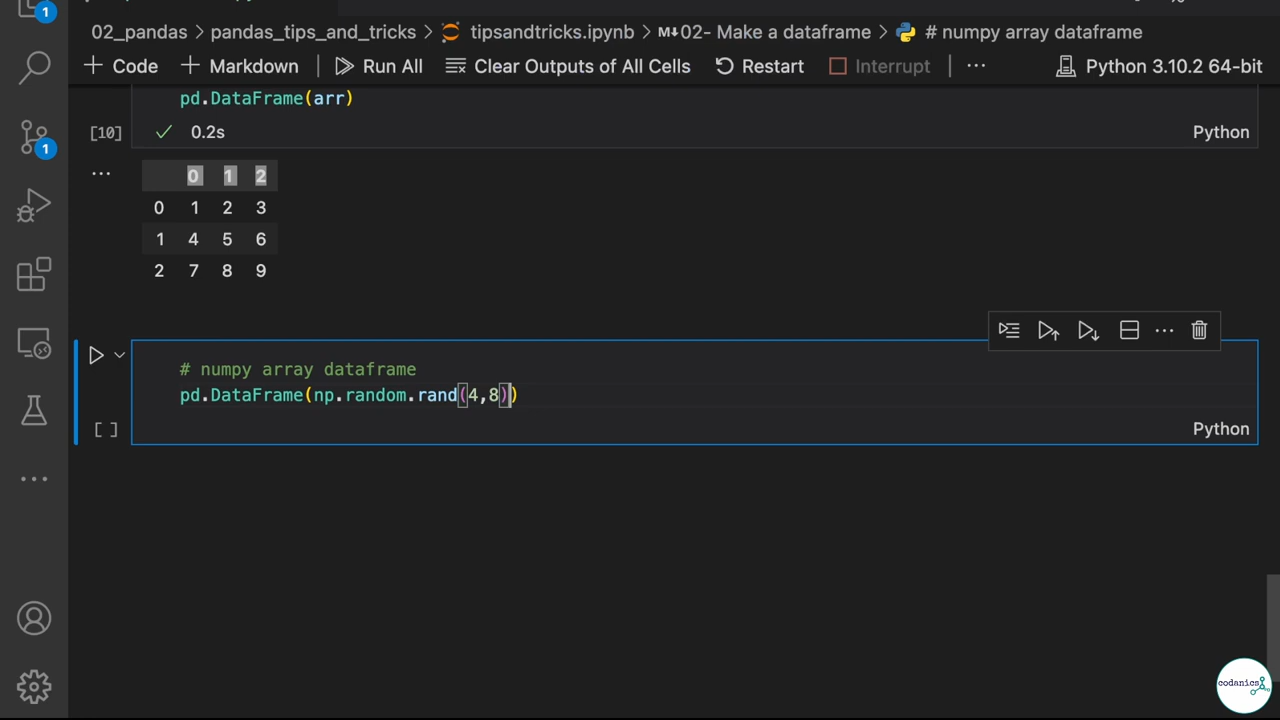 1
02_pandas > pandas_tips_and_tricks > tipsandtricks.ipynb > M↓02- Make a dataframe > # numpy array dataframe
+ Code + Markdown Run All Clear Outputs of All Cells Restart Interrupt ... Python 3.10.2 64-bit
pd.DataFrame(arr)
[10] ✓ 0.2s Python
1
... 0 1 2
0 1 2 3
1 4 5 6
2 7 8 9
# numpy array dataframe
pd.DataFrame(np.random.rand(4,8))
[ ] Python
codanics